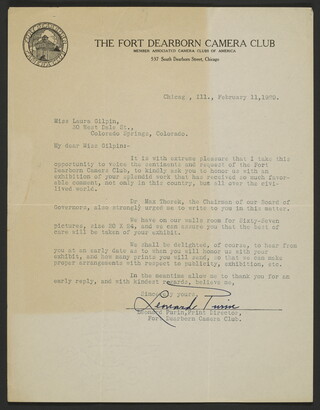 THE FORT DEARBORN CAMERA CLUB
MEMBER ASSOCIATED CAMERA CLUBS OF AMERICA
537 South Dearborn Street, Chicago
Chicag, Ill., February 11,
Miss Laura Gilpin,
30 West Dale St.,
Colorado Springs, Colorado.
My dear Miss Gilpin:-
It is with extreme pleasure that I take this
opportunity to voice the sentiments and request of the Fort
Dearborn Camera Club, to kindly ask you to honor us with an
exhibition of your splendid work that has received so much favor-
able comment, not only in this country, but all over the civi-
lized world.
Dr Max Thorek, the Chairman of our board of
Governors, also strongly urged me to write to you in this matter.
We have on our walls room for Sixty-seven
pictures, size 20 X 24, and we can assure you that the best
of care will be taken of your exhibit.
We shall be delighted, of course, to hear from
you at an early date as to when you will honor us with your
exhibit, and how many prints you will send, so that we can make
proper arrangements with respect to publicity, exhibition, etc.
In the meantime allow me to thank you for an
early reply, and with kindest regards, believe me,
Sincerely yours,
Leonard Purin,Print Director,
Fort Dearborn Camera Club.